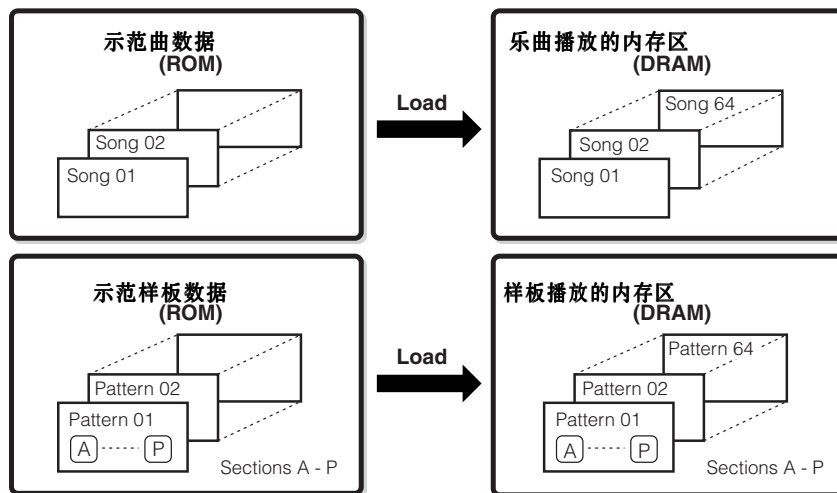 示范曲数据
(ROM)
Song 02
Song 01
Load
乐曲播放的内存区
(DRAM)
Song 64
Song 02
Song 01
示范样板数据
(ROM)
Pattern 02
Pattern 01
A P
Sections A - P
Load
样板播放的内存区
(DRAM)
Pattern 64
Pattern 02
Pattern 01
A P
Sections A - P